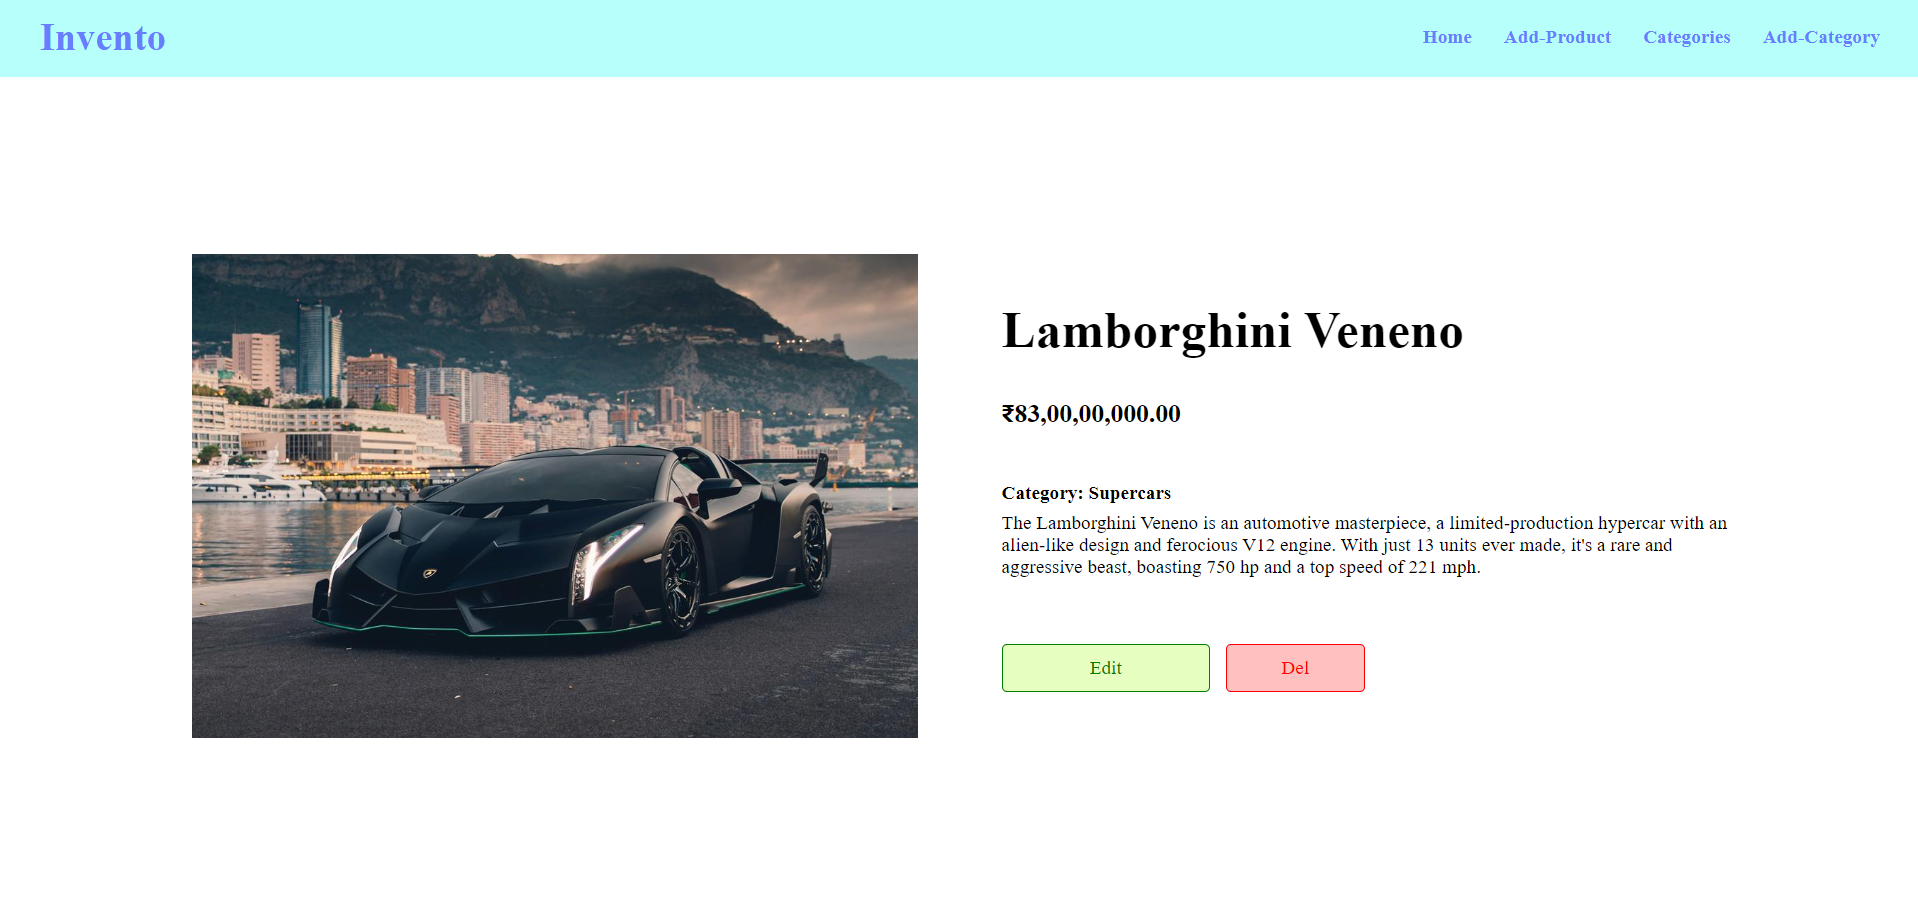 Invento
Home Add-Product Categories Add-Category
Lamborghini Veneno
₹83,00,00,000.00
Category: Supercars
The Lamborghini Veneno is an automotive masterpiece, a limited-production hypercar with an
alien-like design and ferocious V12 engine. With just 13 units ever made, it's a rare and
aggressive beast, boasting 750 hp and a top speed of 221 mph.
Edit Del